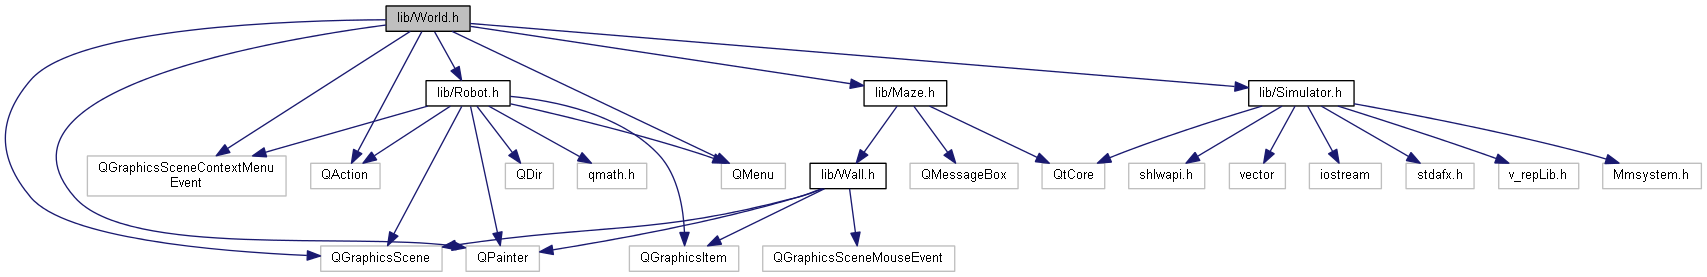 lib/World.h
lib/Robot.h
lib/Maze.h
lib/Simulator.h
QGraphicsSceneContextMenu
Event
QAction
QDir
qmath.h
QMenu
lib/Wall.h
QMessageBox
QtCore
shlwapi.h
vector
iostream
stdafx.h
v_repLib.h
Mmsystem.h
QGraphicsScene
QPainter
QGraphicsItem
QGraphicsSceneMouseEvent